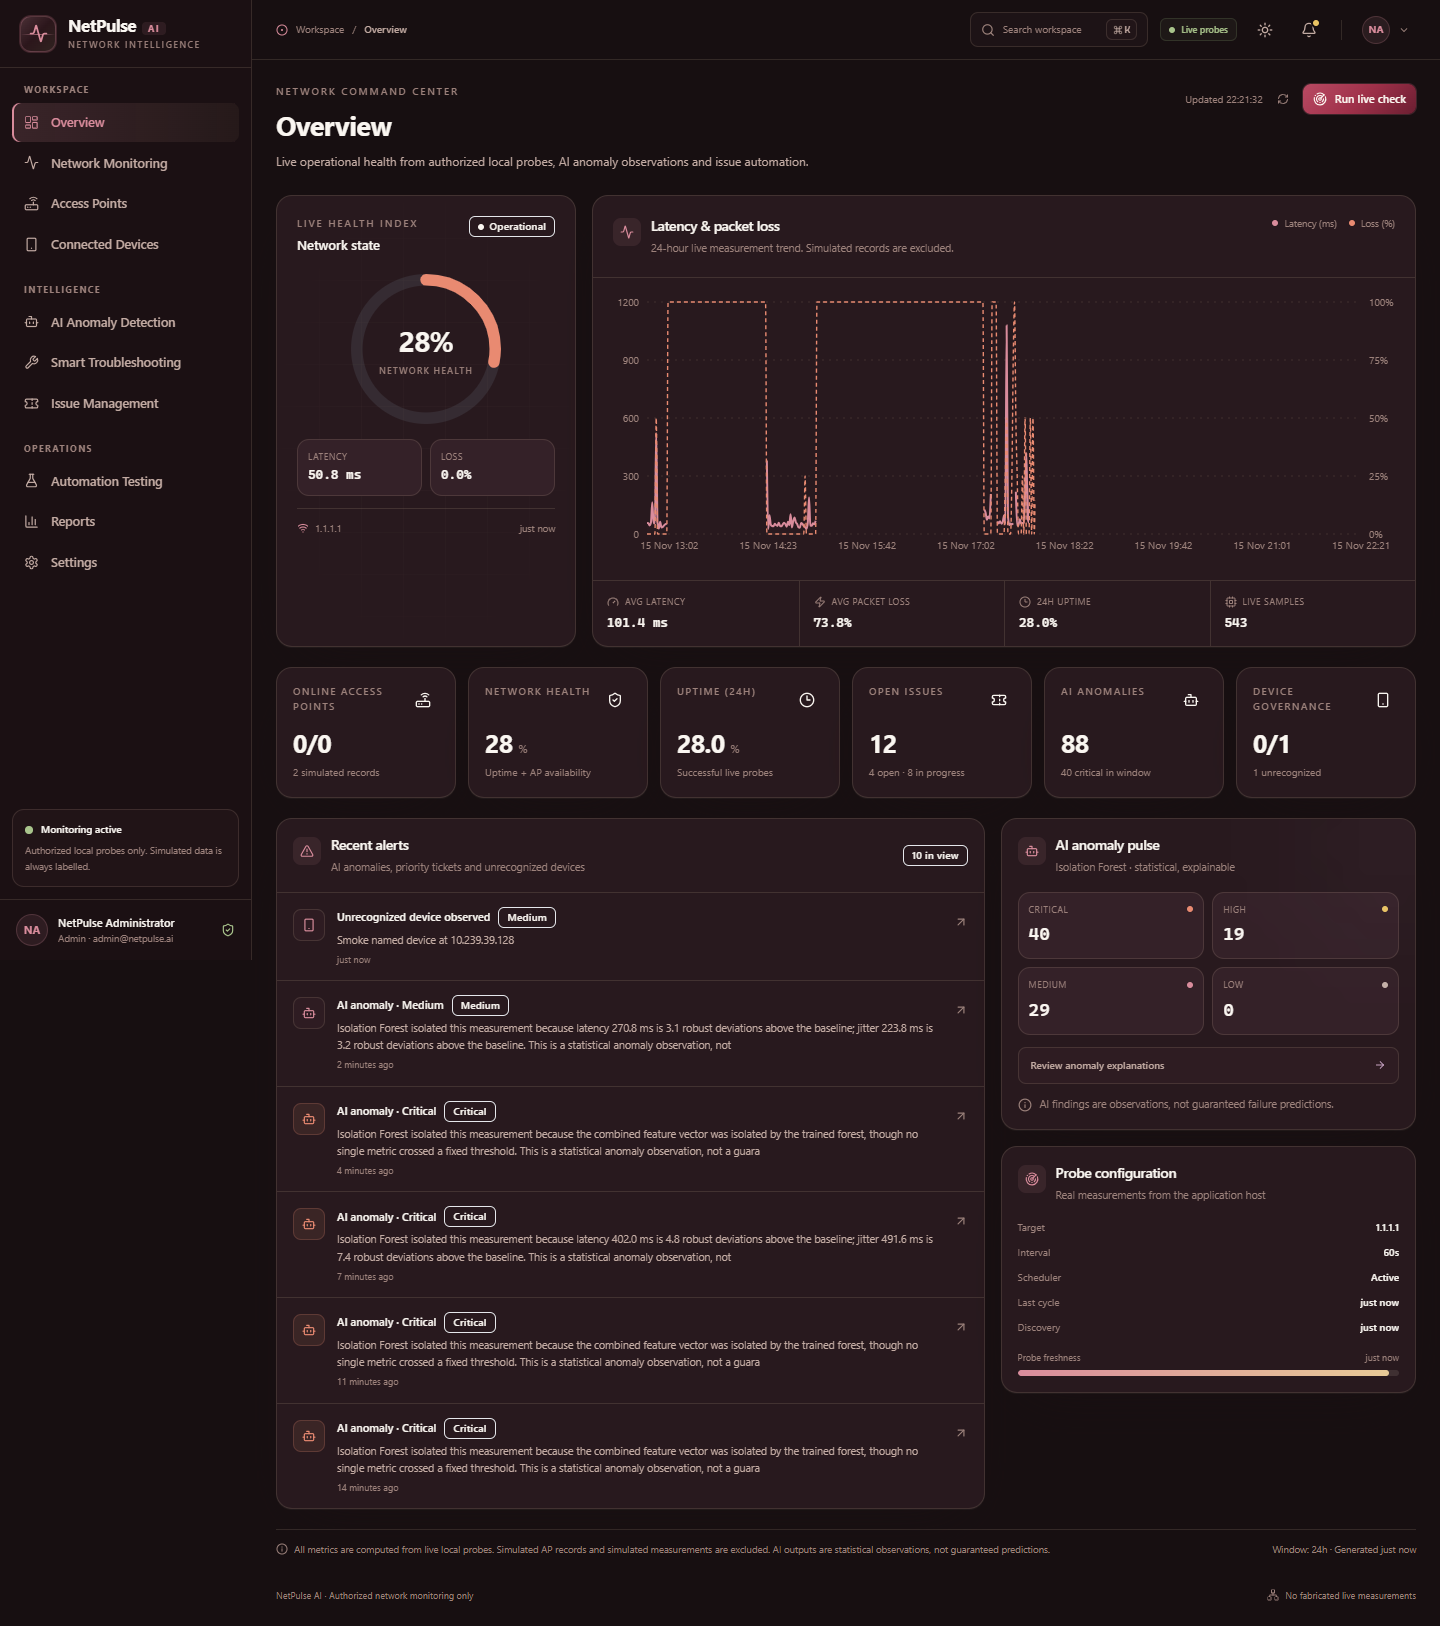 NetPulse AI
NETWORK INTELLIGENCE
WORKSPACE
Overview
Network Monitoring
Access Points
Connected Devices
INTELLIGENCE
AI Anomaly Detection
Smart Troubleshooting
Issue Management
OPERATIONS
Automation Testing
Reports
Settings
Monitoring active
Authorized local probes only. Simulated data is
always labelled.
NA
NetPulse Administrator
Admin · admin@netpulse.ai
Workspace / Overview
Search workspace ⌘K
Live probes
NA
NETWORK COMMAND CENTER
Overview
Live operational health from authorized local probes, AI anomaly observations and issue automation.
Updated 22:21:32
Run live check
LIVE HEALTH INDEX
Network state
Operational
28%
NETWORK HEALTH
LATENCY
50.8 ms
LOSS
0.0%
1.1.1.1
just now
Latency & packet loss
24-hour live measurement trend. Simulated records are excluded.
Latency (ms) Loss (%)
1200
900
600
300
0
100%
75%
50%
25%
0%
15 Nov 13:02 15 Nov 14:23 15 Nov 15:42 15 Nov 17:02 15 Nov 18:22 15 Nov 19:42 15 Nov 21:01 15 Nov 22:21
AVG LATENCY
101.4 ms
AVG PACKET LOSS
73.8%
24H UPTIME
28.0%
LIVE SAMPLES
543
ONLINE ACCESS
POINTS
0/0
2 simulated records
NETWORK HEALTH
28 %
Uptime + AP availability
UPTIME (24H)
28.0 %
Successful live probes
OPEN ISSUES
12
4 open · 8 in progress
AI ANOMALIES
88
40 critical in window
DEVICE
GOVERNANCE
0/1
1 unrecognized
Recent alerts
AI anomalies, priority tickets and unrecognized devices
10 in view
Unrecognized device observed Medium
Smoke named device at 10.239.39.128
just now
AI anomaly · Medium Medium
Isolation Forest isolated this measurement because latency 270.8 ms is 3.1 robust deviations above the baseline; jitter 223.8 ms is
3.2 robust deviations above the baseline. This is a statistical anomaly observation, not
2 minutes ago
AI anomaly · Critical Critical
Isolation Forest isolated this measurement because the combined feature vector was isolated by the trained forest, though no
single metric crossed a fixed threshold. This is a statistical anomaly observation, not a guara
4 minutes ago
AI anomaly · Critical Critical
Isolation Forest isolated this measurement because latency 402.0 ms is 4.8 robust deviations above the baseline; jitter 491.6 ms is
7.4 robust deviations above the baseline. This is a statistical anomaly observation, not
7 minutes ago
AI anomaly · Critical Critical
Isolation Forest isolated this measurement because the combined feature vector was isolated by the trained forest, though no
single metric crossed a fixed threshold. This is a statistical anomaly observation, not a guara
11 minutes ago
AI anomaly · Critical Critical
Isolation Forest isolated this measurement because the combined feature vector was isolated by the trained forest, though no
single metric crossed a fixed threshold. This is a statistical anomaly observation, not a guara
14 minutes ago
AI anomaly pulse
Isolation Forest · statistical, explainable
CRITICAL
40
HIGH
19
MEDIUM
29
LOW
0
Review anomaly explanations
AI findings are observations, not guaranteed failure predictions.
Probe configuration
Real measurements from the application host
Target 1.1.1.1
Interval 60s
Scheduler Active
Last cycle just now
Discovery just now
Probe freshness just now
All metrics are computed from live local probes. Simulated AP records and simulated measurements are excluded. AI outputs are statistical observations, not guaranteed predictions.
Window: 24h · Generated just now
NetPulse AI · Authorized network monitoring only
No fabricated live measurements